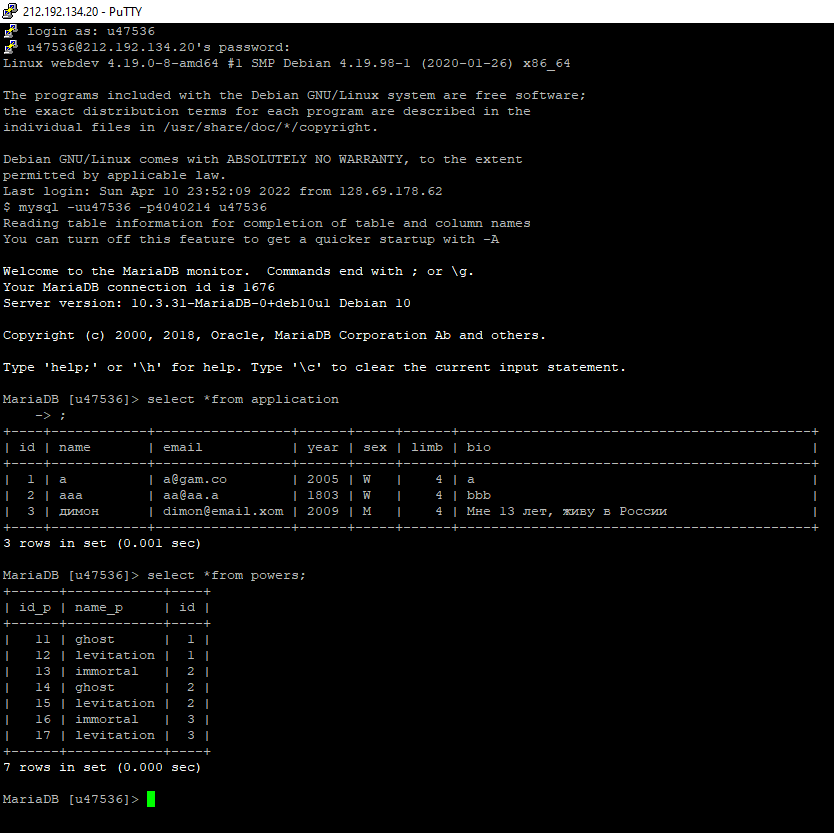 212.192.134.20 - PuTTY
login as: u47536
u47536@212.192.134.20's password:
Linux webdev 4.19.0-8-amd64 #1 SMP Debian 4.19.98-1 (2020-01-26) x86_64
The programs included with the Debian GNU/Linux system are free software;
the exact distribution terms for each program are described in the
individual files in /usr/share/doc/*/copyright.
Debian GNU/Linux comes with ABSOLUTELY NO WARRANTY, to the extent
permitted by applicable law.
Last login: Sun Apr 10 23:52:09 2022 from 128.69.178.62
$ mysql -uu47536 -p4040214 u47536
Reading table information for completion of table and column names
You can turn off this feature to get a quicker startup with -A
Welcome to the MariaDB monitor.  Commands end with ; or \g.
Your MariaDB connection id is 1676
Server version: 10.3.31-MariaDB-0+deb10u1 Debian 10
Copyright (c) 2000, 2018, Oracle, MariaDB Corporation Ab and others.
Type 'help;' or '\h' for help. Type '\c' to clear the current input statement.
MariaDB [u47536]> select *from application
    -> ;
+----+------------+-----------------+------+-----+------+--------------------------------------------+
| id | name       | email           | year | sex | limb | bio                                        |
+----+------------+-----------------+------+-----+------+--------------------------------------------+
|  1 | a          | a@gam.co        | 2005 | W   |    4 | a                                          |
|  2 | aaa        | aa@aa.a         | 1803 | W   |    4 | bbb                                        |
|  3 | димон      | dimon@email.xom | 2009 | M   |    4 | Мне 13 лет, живу в России                  |
+----+------------+-----------------+------+-----+------+--------------------------------------------+
3 rows in set (0.001 sec)
MariaDB [u47536]> select *from powers;
+------+------------+----+
| id_p | name_p     | id |
+------+------------+----+
|   11 | ghost      |  1 |
|   12 | levitation |  1 |
|   13 | immortal   |  2 |
|   14 | ghost      |  2 |
|   15 | levitation |  2 |
|   16 | immortal   |  3 |
|   17 | levitation |  3 |
+------+------------+----+
7 rows in set (0.000 sec)
MariaDB [u47536]>